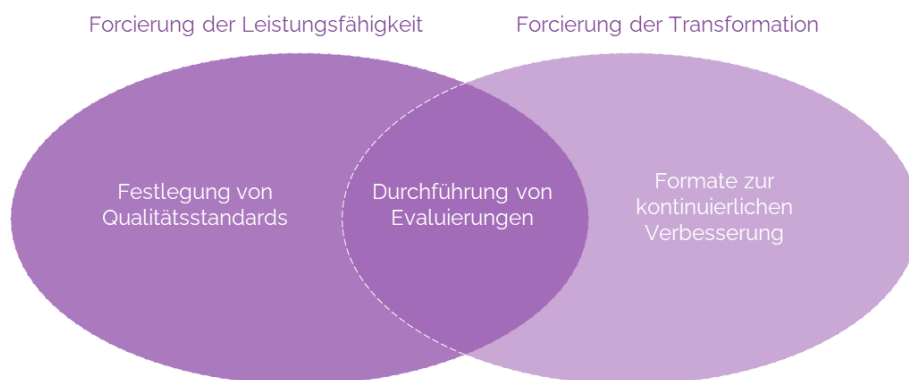 Forcierung der Leistungsfähigkeit
Forcierung der Transformation
Festlegung von
Qualitätsstandards
Durchführung von
Evaluierungen
Formate zur
kontinuierlichen
Verbesserung